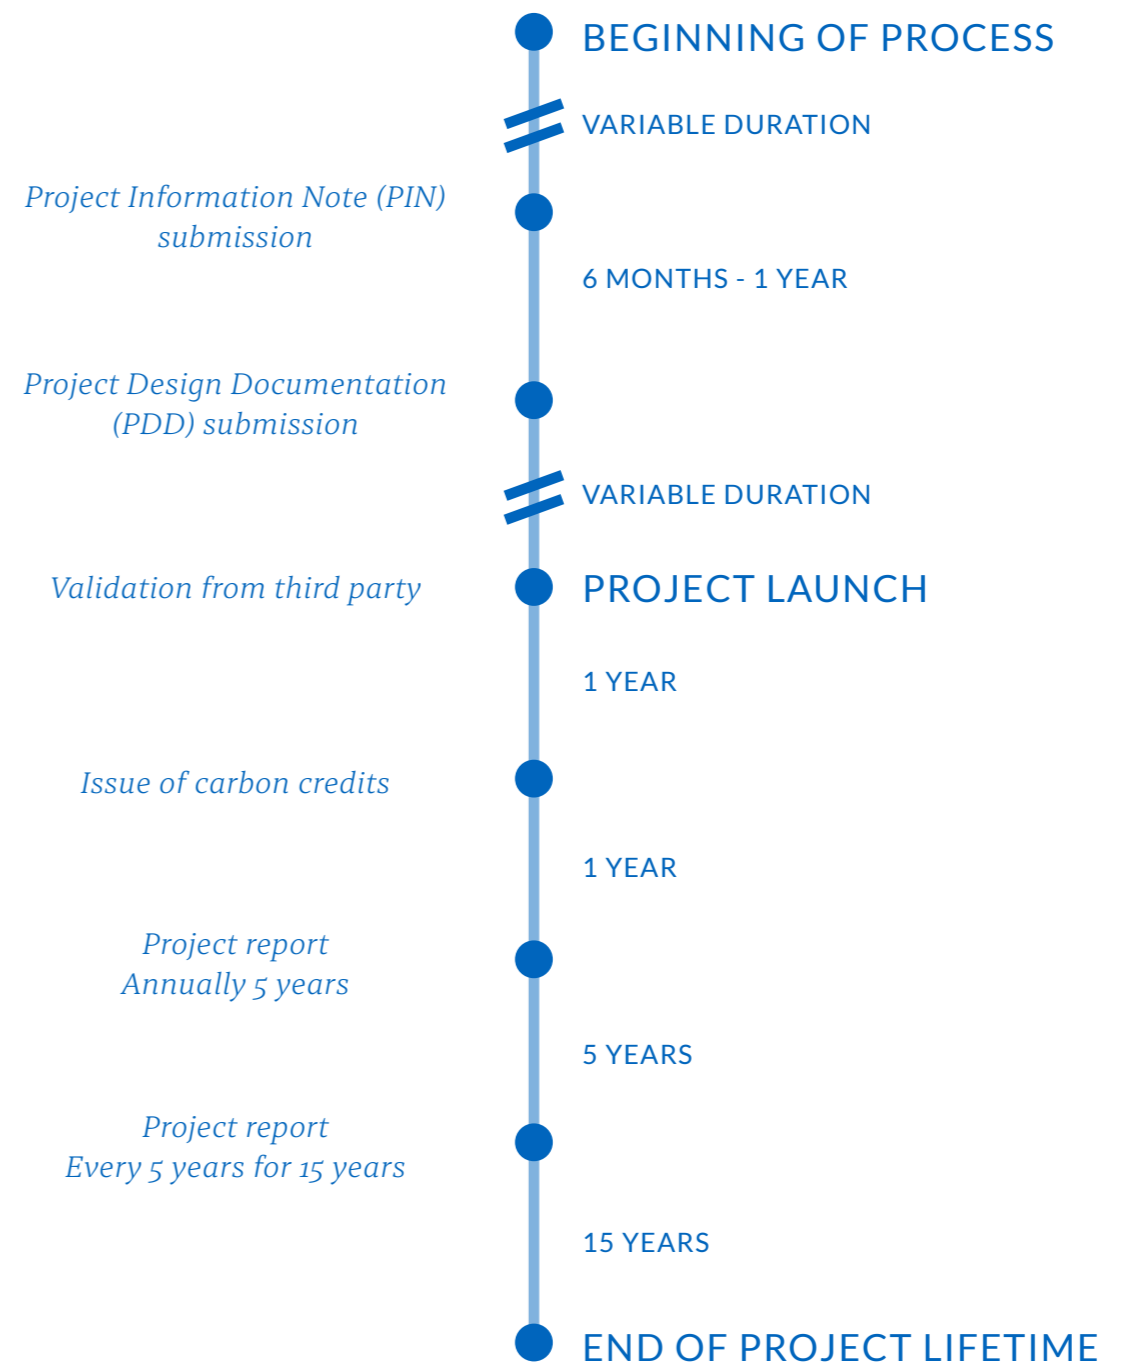 BEGINNING OF PROCESS
VARIABLE DURATION
Project Information Note (PIN)
submission
6 MONTHS - 1 YEAR
Project Design Documentation
(PDD) submission
VARIABLE DURATION
Validation from third party
PROJECT LAUNCH
1 YEAR
Issue of carbon credits
1 YEAR
Project report
Annually 5 years
5 YEARS
Project report
Every 5 years for 15 years
15 YEARS
END OF PROJECT LIFETIME